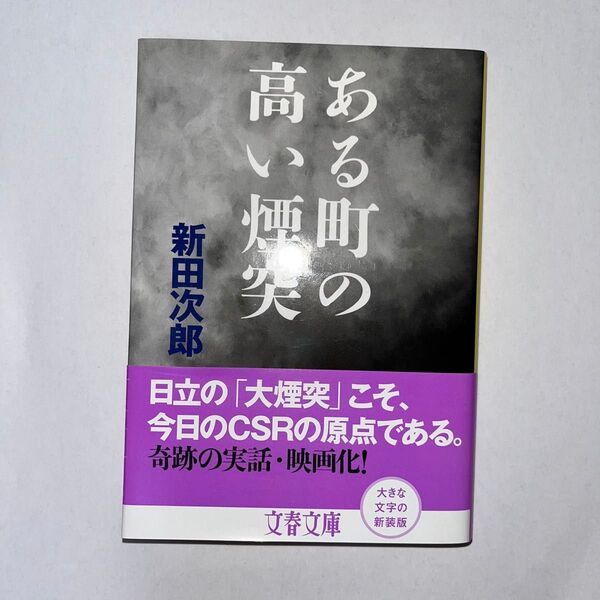 ある町の
高い煙突
新田次郎
日立の「大煙突」こそ、
今日のCSRの原点である。
奇跡の実話・映画化!
大きな
文字の
新装版
文春文庫